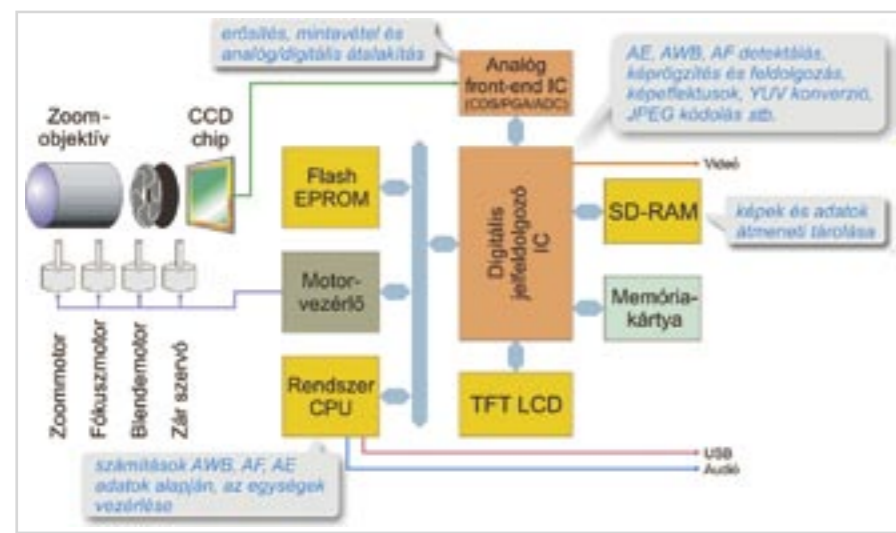 erősítés, mintavétel és
analóg/digitális átalakítás
Analóg
front-end IC
(CDS/PGA/ADC)
AE, AWB, AF detektálás,
képrögzítés és feldolgozás,
képeffektusok, YUV konverzió,
JPEG kódolás stb.
Zoom-
objektív
CCD
chip
Flash
EPROM
Digitális
jelfeldolgozó
IC
Videó
SD-RAM
képek és adatok
átmeneti tárolása
Motor-
vezérlő
Memória-
kártya
Zoommotor
Fókuszmotor
Blendemotor
Zár szervó
Rendszer
CPU
TFT LCD
USB
Audió
számítások AWB, AF, AE
adatok alapján, az egységek
vezérlése